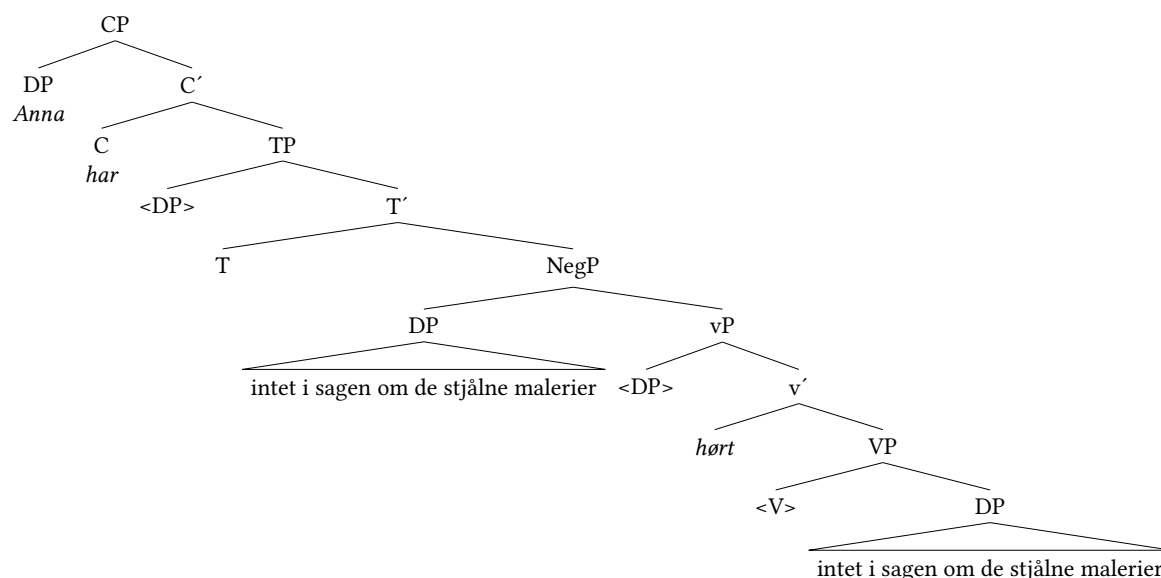 CP
DP
Anna
C´
C
har
TP
<DP>
T´
T
NegP
DP
intet i sagen om de stjålne malerier
vP
<DP>
v´
hørt
VP
<V>
DP
intet i sagen om de stjålne malerier